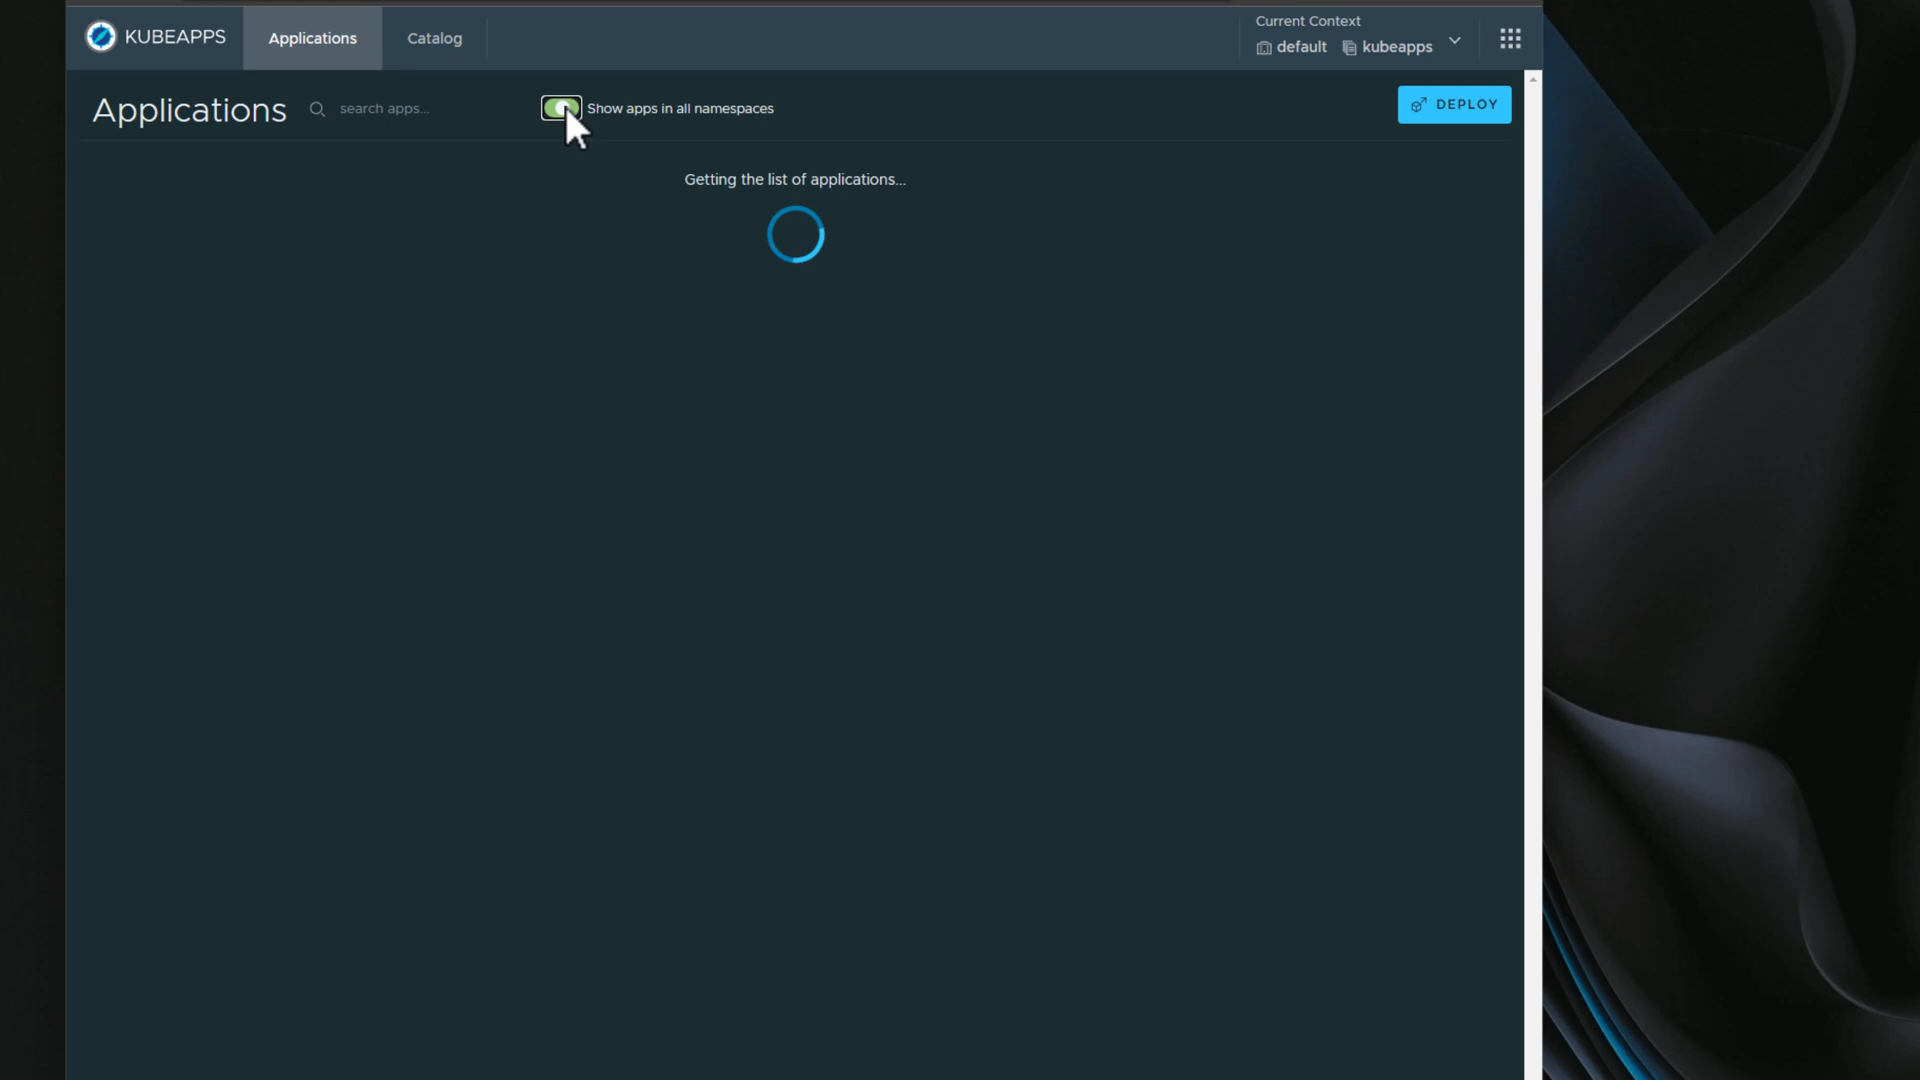 KUBEAPPS
Applications
Catalog
Current Context
default
kubeapps
Applications
search apps...
Show apps in all namespaces
DEPLOY
Getting the list of applications...